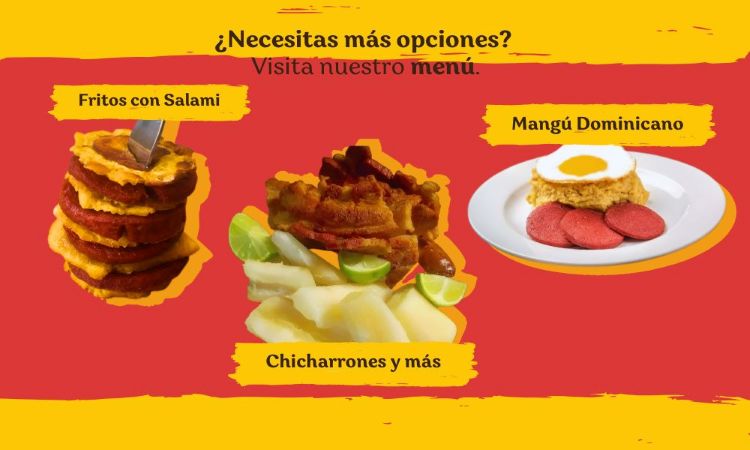 ¿Necesitas más opciones?
Visita nuestro menú.
Fritos con Salami
Mangú Dominicano
Chicharrones y más